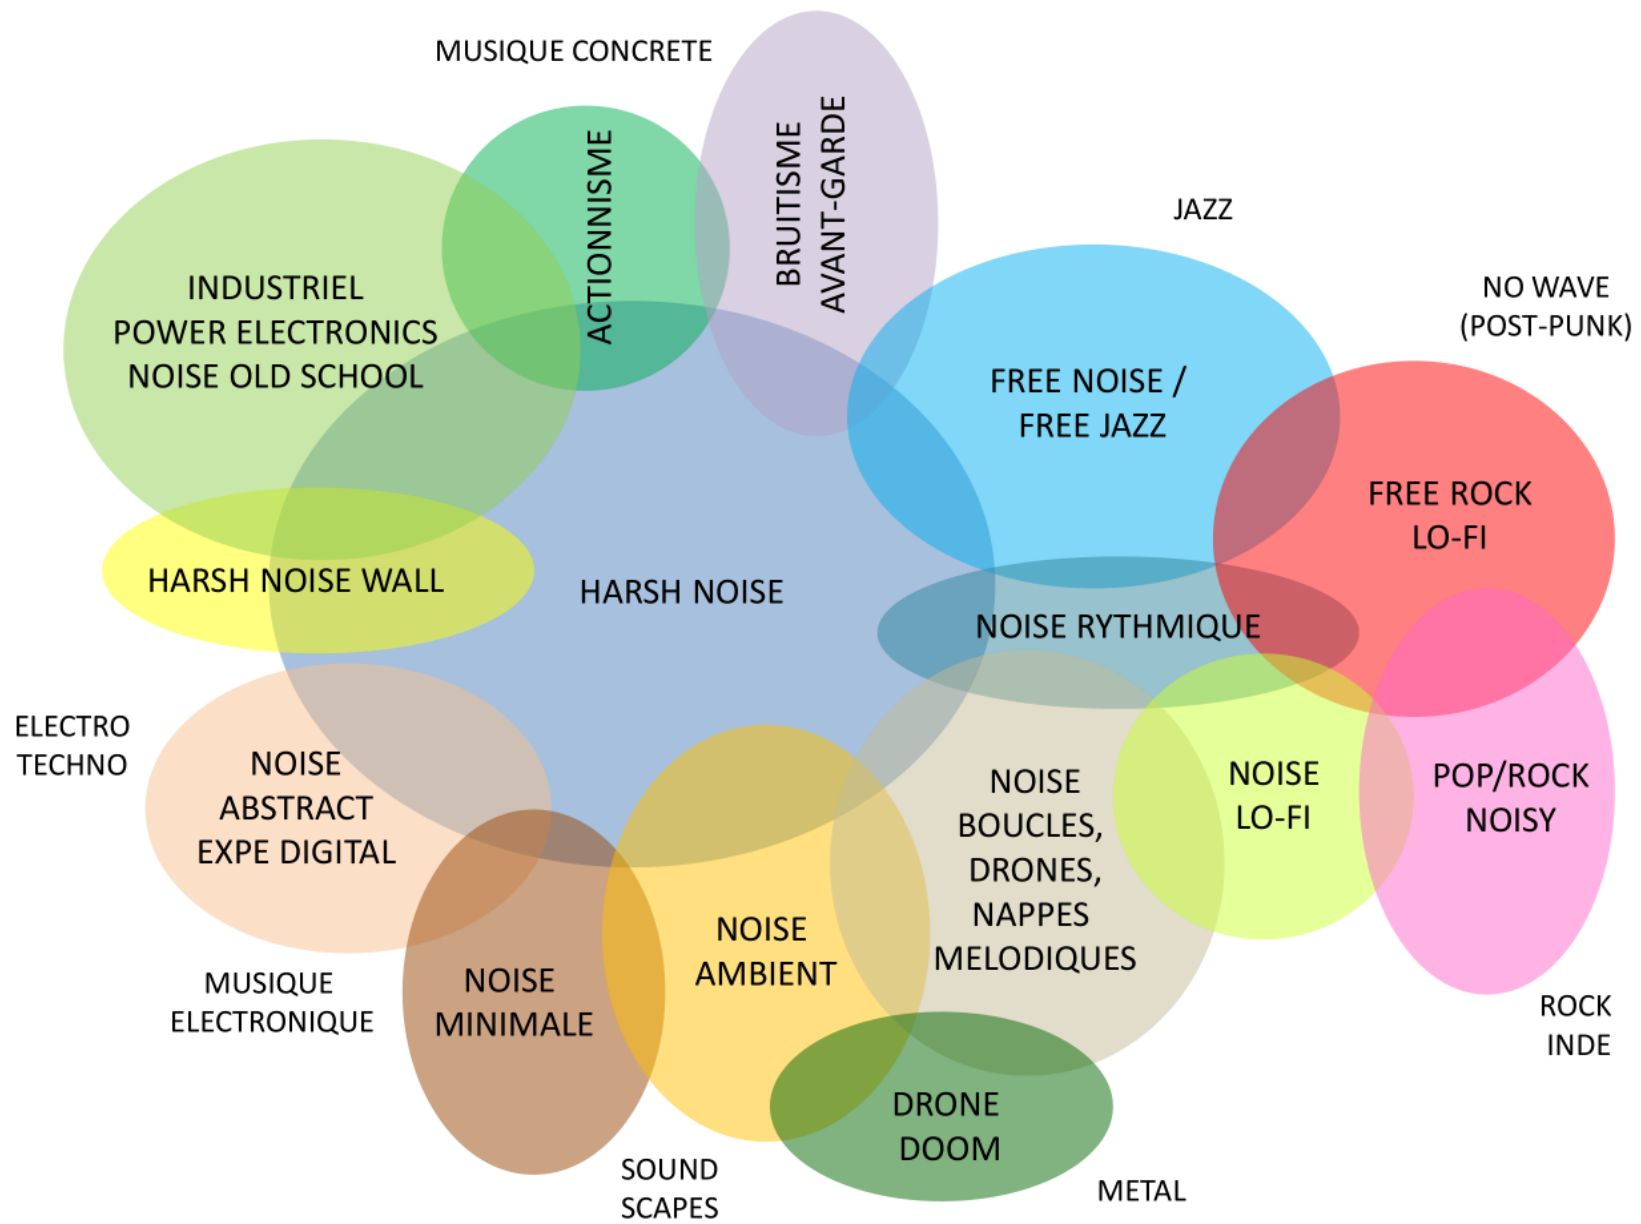 MUSIQUE CONCRETE
ACTIONNISME
BRUITISME
AVANT-GARDE
JAZZ
INDUSTRIEL
POWER ELECTRONICS
NOISE OLD SCHOOL
NO WAVE
(POST-PUNK)
FREE NOISE /
FREE JAZZ
FREE ROCK
LO-FI
HARSH NOISE WALL
HARSH NOISE
NOISE RYTHMIQUE
ELECTRO
TECHNO
NOISE
ABSTRACT
EXPE DIGITAL
NOISE
BOUCLES,
DRONES,
NAPPES
MELODIQUES
NOISE
LO-FI
POP/ROCK
NOISY
MUSIQUE
ELECTRONIQUE
NOISE
MINIMALE
NOISE
AMBIENT
ROCK
INDE
DRONE
DOOM
SOUND
SCAPES
METAL